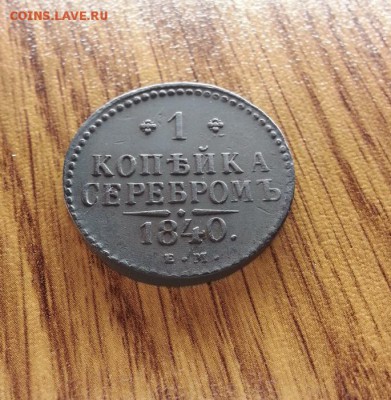 COINS.LAVE.RU
1
КОПѢЙКА
СЕРЕБРОМЪ
1840.
Е.М.